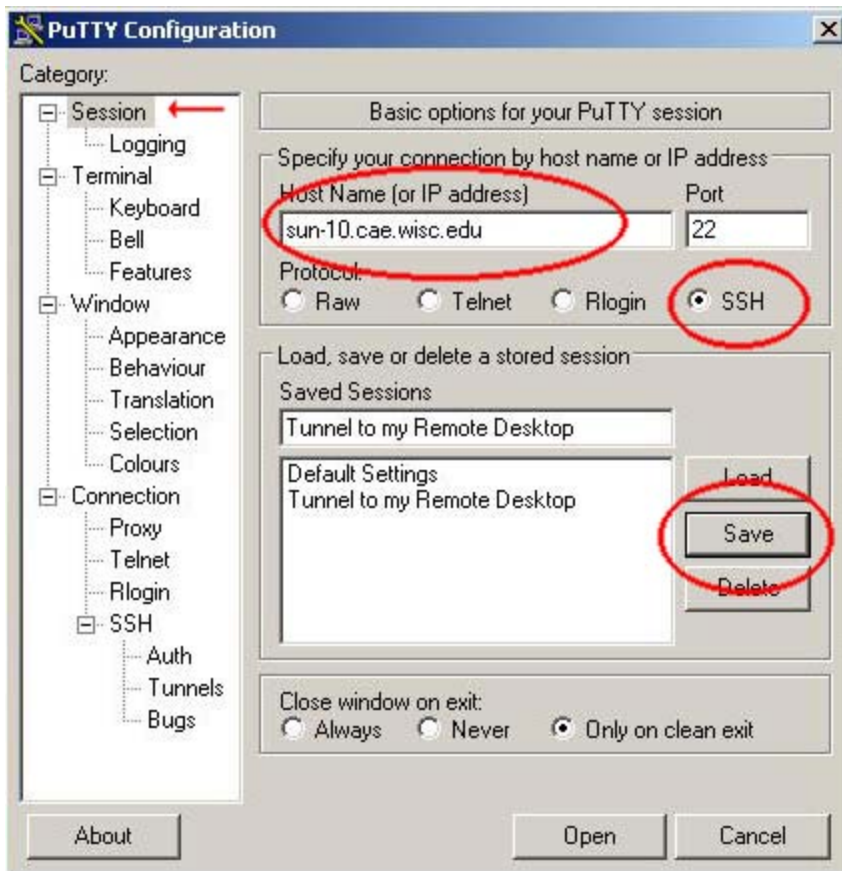 PuTTY Configuration
Category:
Session
Logging
Terminal
Keyboard
Bell
Features
Window
Appearance
Behaviour
Translation
Selection
Colours
Connection
Proxy
Telnet
Rlogin
SSH
Auth
Tunnels
Bugs
Basic options for your PuTTY session
Specify your connection by host name or IP address
Host Name (or IP address) Port
sun-10.cae.wisc.edu 22
Protocol:
Raw Telnet Rlogin SSH
Load, save or delete a stored session
Saved Sessions
Tunnel to my Remote Desktop
Default Settings
Tunnel to my Remote Desktop
Load
Save
Delete
Close window on exit:
Always Never Only on clean exit
About Open Cancel